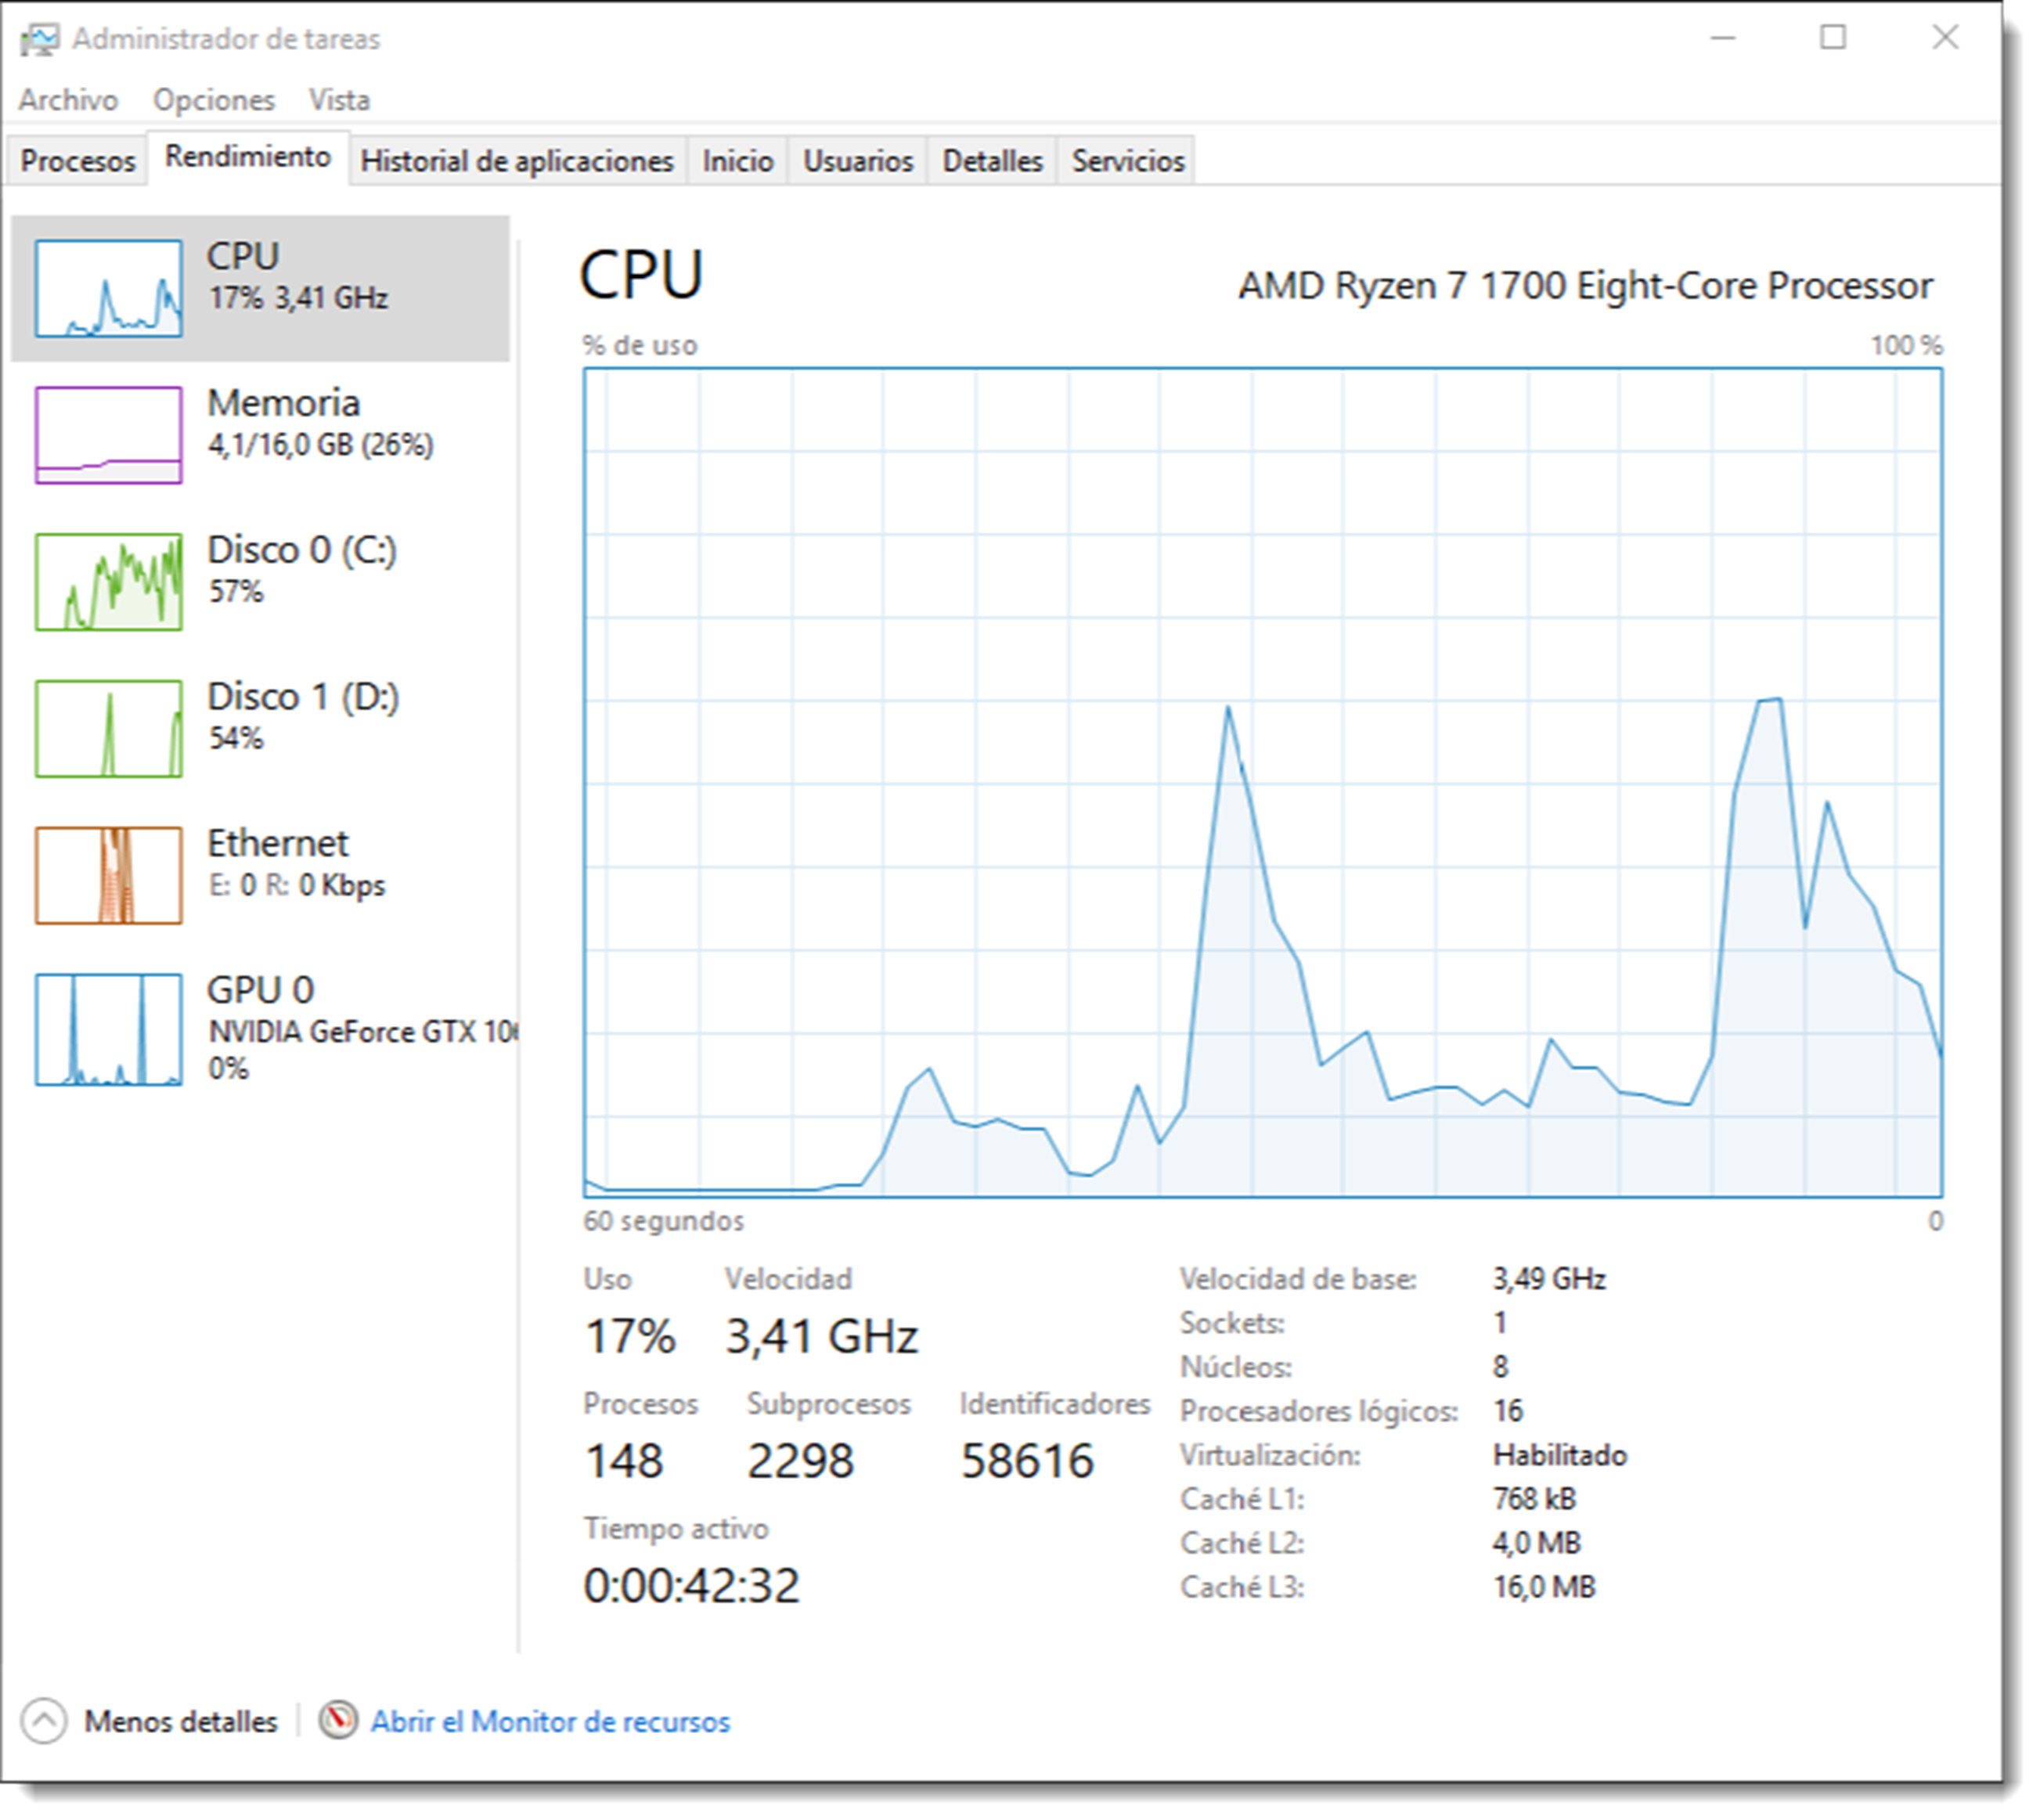 Administrador de tareas
Archivo Opciones Vista
Procesos Rendimiento Historial de aplicaciones Inicio Usuarios Detalles Servicios
CPU
17% 3,41 GHz
Memoria
4,1/16,0 GB (26%)
Disco 0 (C:)
57%
Disco 1 (D:)
54%
Ethernet
E: 0 R: 0 Kbps
GPU 0
NVIDIA GeForce GTX
0%
CPU
AMD Ryzen 7 1700 Eight-Core Processor
% de uso 100 %
60 segundos 0
Uso Velocidad
17% 3,41 GHz
Procesos Subprocesos Identificadores
148 2298 58616
Tiempo activo
0:00:42:32
Velocidad de base: 3,49 GHz
Sockets: 1
Núcleos: 8
Procesadores lógicos: 16
Virtualización: Habilitado
Caché L1: 768 kB
Caché L2: 4,0 MB
Caché L3: 16,0 MB
Menos detalles Abrir el Monitor de recursos